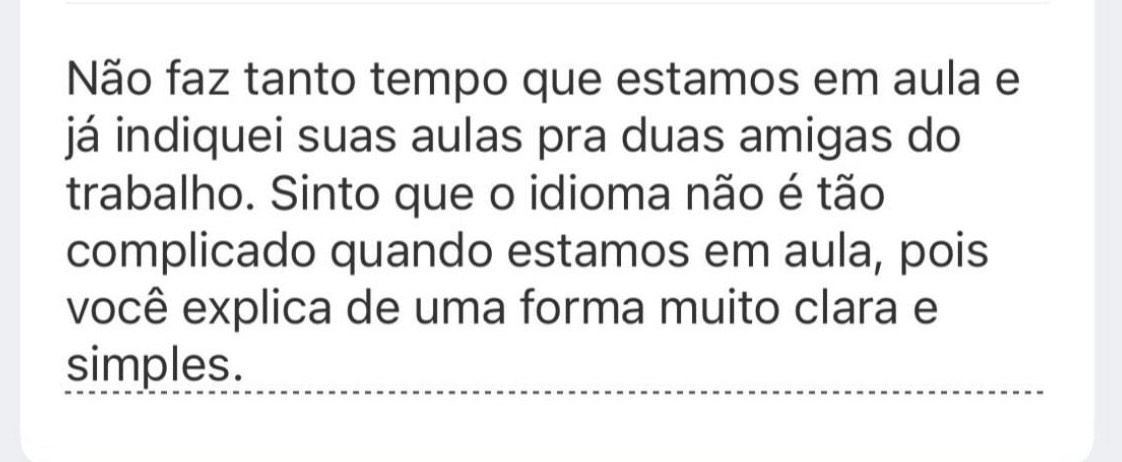 Não faz tanto tempo que estamos em aula e
já indiquei suas aulas pra duas amigas do
trabalho. Sinto que o idioma não é tão
complicado quando estamos em aula, pois
você explica de uma forma muito clara e
simples.